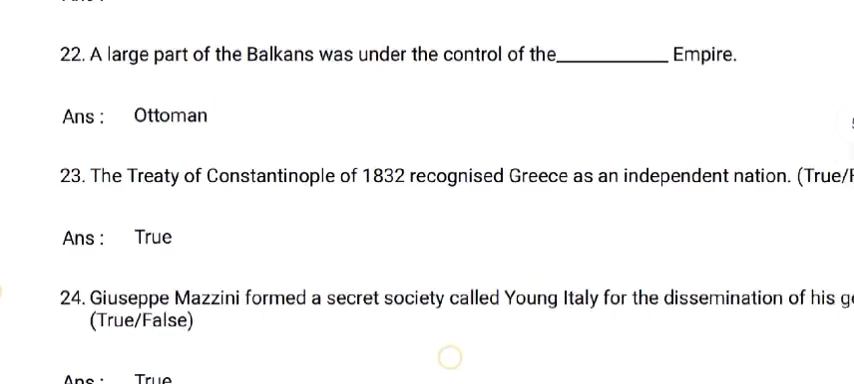 22. A large part of the Balkans was under the control of the__________ Empire.
Ans : Ottoman
23. The Treaty of Constantinople of 1832 recognised Greece as an independent nation. (True/
Ans : True
24. Giuseppe Mazzini formed a secret society called Young Italy for the dissemination of his
(True/False)
Ans : True